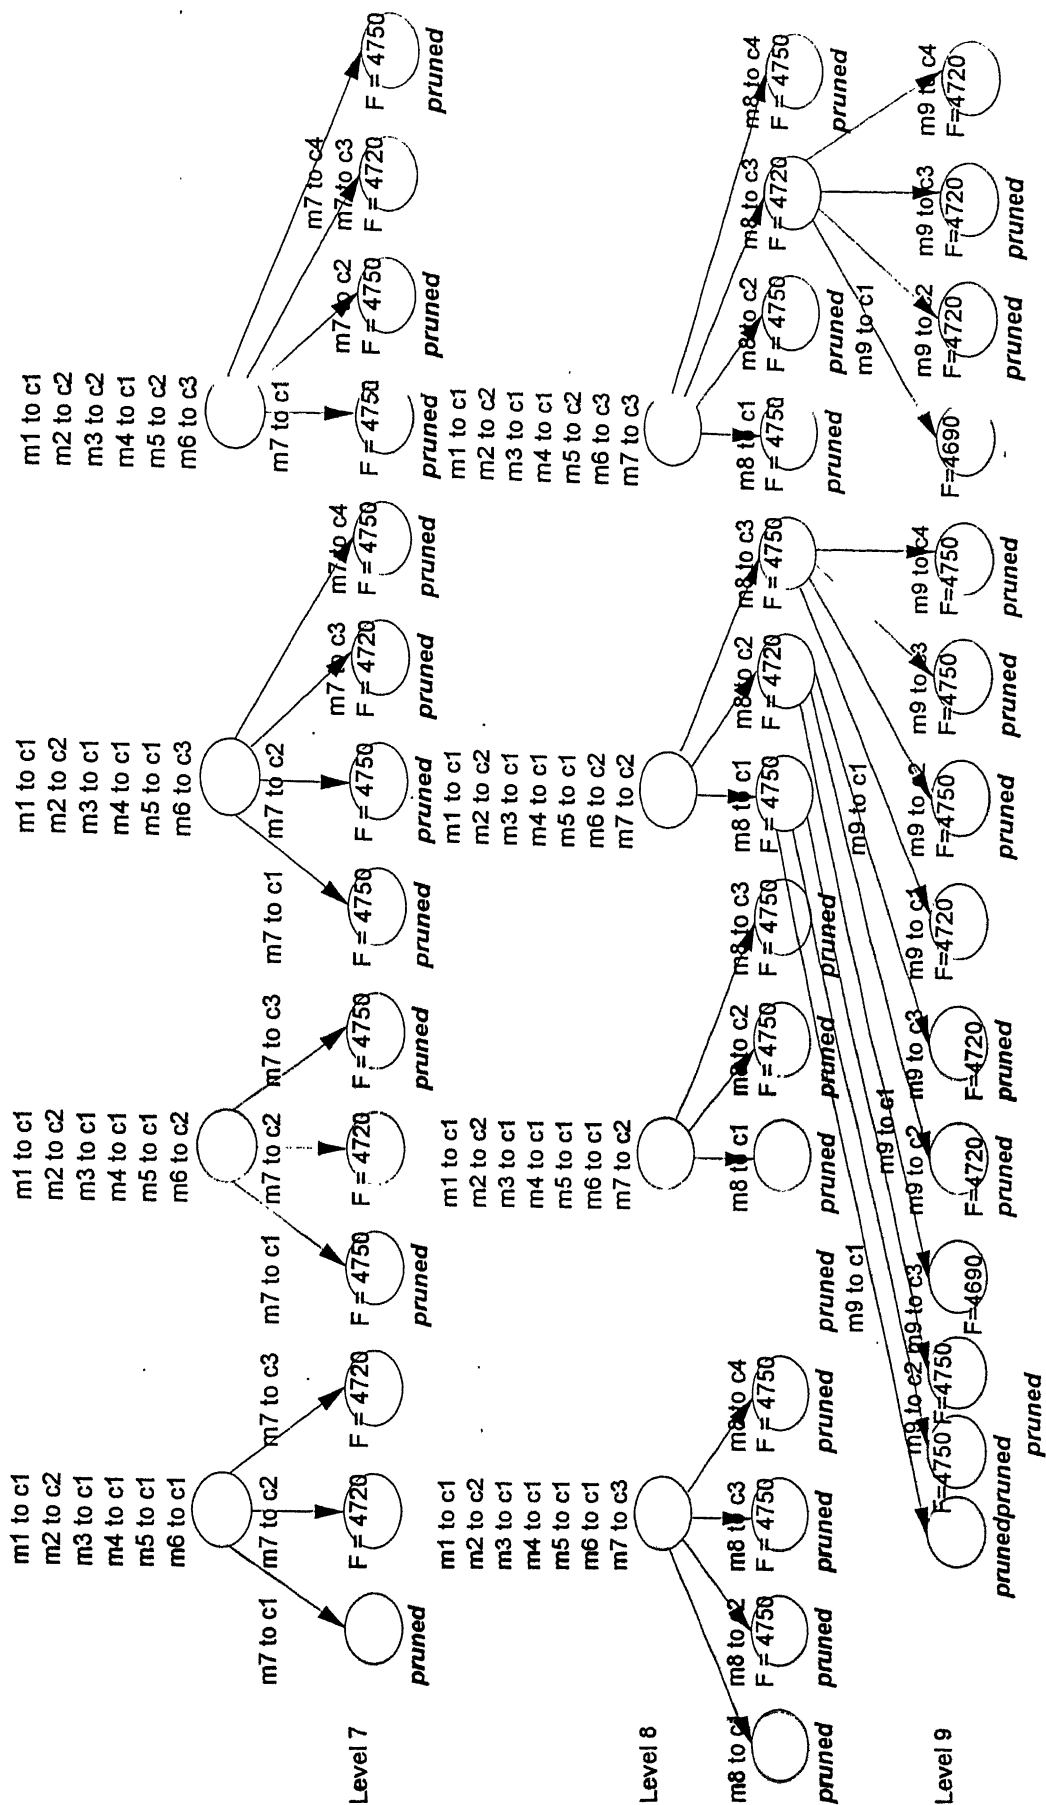 m1 to c1
m2 to c2
m3 to c1
m4 to c1
m5 to c1
m6 to c1
m1 to c1
m2 to c2
m3 to c1
m4 to c1
m5 to c1
m6 to c2
m1 to c1
m2 to c2
m3 to c1
m4 to c1
m5 to c1
m6 to c3
m1 to c1
m2 to c2
m3 to c2
m4 to c1
m5 to c2
m6 to c3
m7 to c1
m7 to c2
m7 to c3
m7 to c1
m7 to c2
m7 to c3
m7 to c1
m7 to c2
m7 to c3
m7 to c4
m7 to c1
m7 to c2
m7 to c3
m7 to c4
Level 7
F = 4720
F = 4720
F = 4750
F = 4720
F = 4750
F = 4750
F = 4750
F = 4720
F = 4750
F = 4750
F = 4750
F = 4720
F = 4750
pruned
pruned
pruned
pruned
pruned
pruned
pruned
pruned
pruned
pruned
m1 to c1
m2 to c2
m3 to c1
m4 to c1
m5 to c1
m6 to c1
m7 to c3
m1 to c1
m2 to c2
m3 to c1
m4 to c1
m5 to c1
m6 to c1
m7 to c2
m1 to c1
m2 to c2
m3 to c1
m4 to c1
m5 to c1
m6 to c2
m7 to c2
m1 to c1
m2 to c2
m3 to c1
m4 to c1
m5 to c2
m6 to c3
m7 to c3
Level 8
m8 to c1
m8 to c2
m8 to c3
m8 to c4
m8 to c1
m8 to c2
m8 to c3
m8 to c1
m8 to c2
m8 to c3
m8 to c1
m8 to c2
m8 to c3
m8 to c4
F = 4750
F = 4750
F = 4750
F = 4750
F = 4750
F = 4750
F = 4720
F = 4750
F = 4750
F = 4750
F = 4720
F = 4750
pruned
pruned
pruned
pruned
pruned
pruned
pruned
pruned
pruned
pruned
pruned
m9 to c1
m9 to c1
m9 to c1
m9 to c1
Level 9
m9 to c2
m9 to c3
m9 to c2
m9 to c3
m9 to c1
m9 to c2
m9 to c3
m9 to c4
m9 to c2
m9 to c3
m9 to c4
F=4750
F=4750
F=4690
F=4720
F=4720
F=4720
F=4750
F=4750
F=4750
F=4690
F=4720
F=4720
F=4720
prunedpruned
pruned
pruned
pruned
pruned
pruned
pruned
pruned
pruned